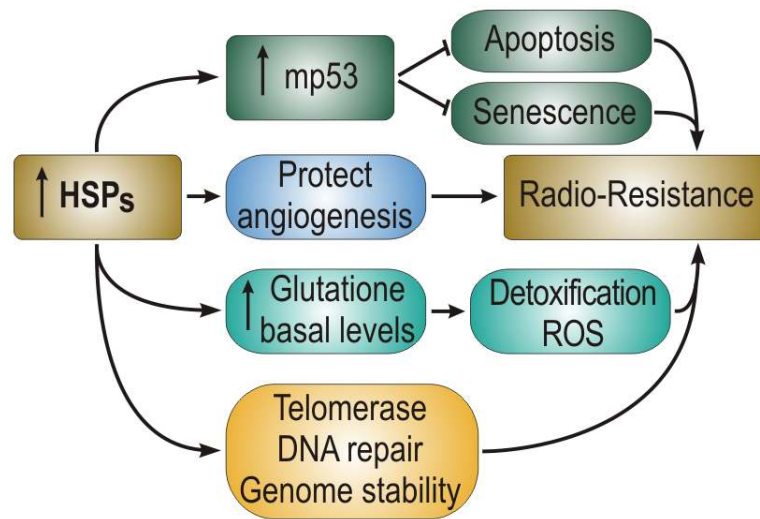 ↑ mp53
Apoptosis
Senescence
↑ HSPs
Protect
angiogenesis
Radio-Resistance
↑ Glutatione
basal levels
Detoxification
ROS
Telomerase
DNA repair
Genome stability